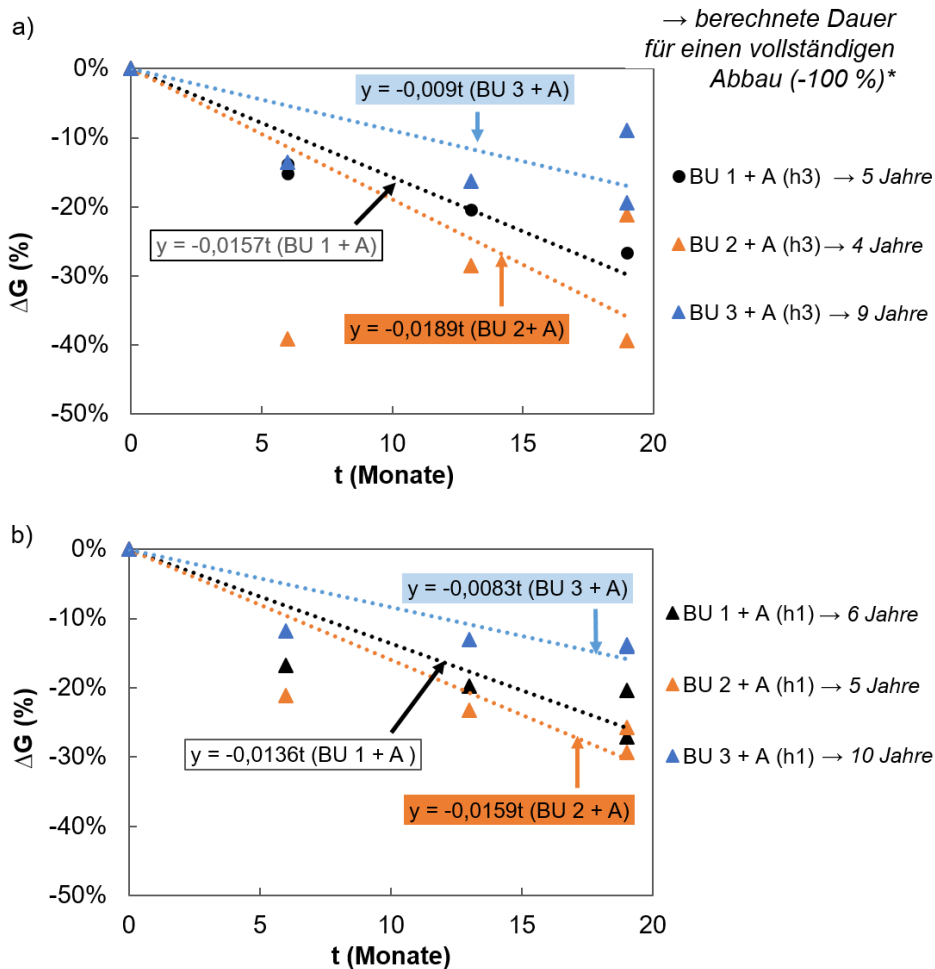 a)
→ berechnete Dauer
für einen vollständigen
Abbau (-100 %)*
0%
-10%
-20%
-30%
-40%
-50%
ΔG (%)
y = -0,009t (BU 3 + A)
y = -0,0157t (BU 1 + A)
y = -0,0189t (BU 2+ A)
BU 1 + A (h3) → 5 Jahre
BU 2 + A (h3) → 4 Jahre
BU 3 + A (h3) → 9 Jahre
0 5 10 15 20
t (Monate)
b)
0%
-10%
-20%
-30%
-40%
-50%
ΔG (%)
y = -0,0083t (BU 3 + A)
y = -0,0136t (BU 1 + A )
y = -0,0159t (BU 2 + A)
BU 1 + A (h1) → 6 Jahre
BU 2 + A (h1) → 5 Jahre
BU 3 + A (h1) → 10 Jahre
0 5 10 15 20
t (Monate)